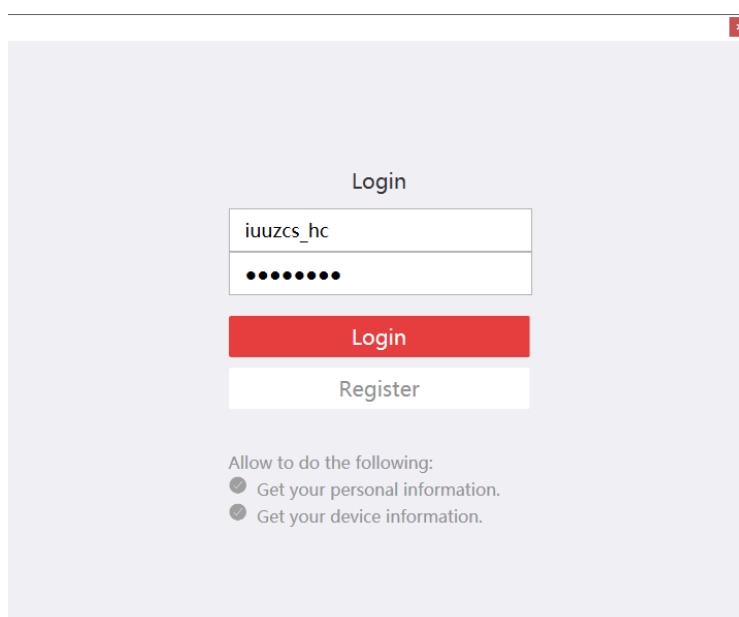 Login
iuuzcs_hc
●●●●●●●●
Login
Register
Allow to do the following:
Get your personal information.
Get your device information.